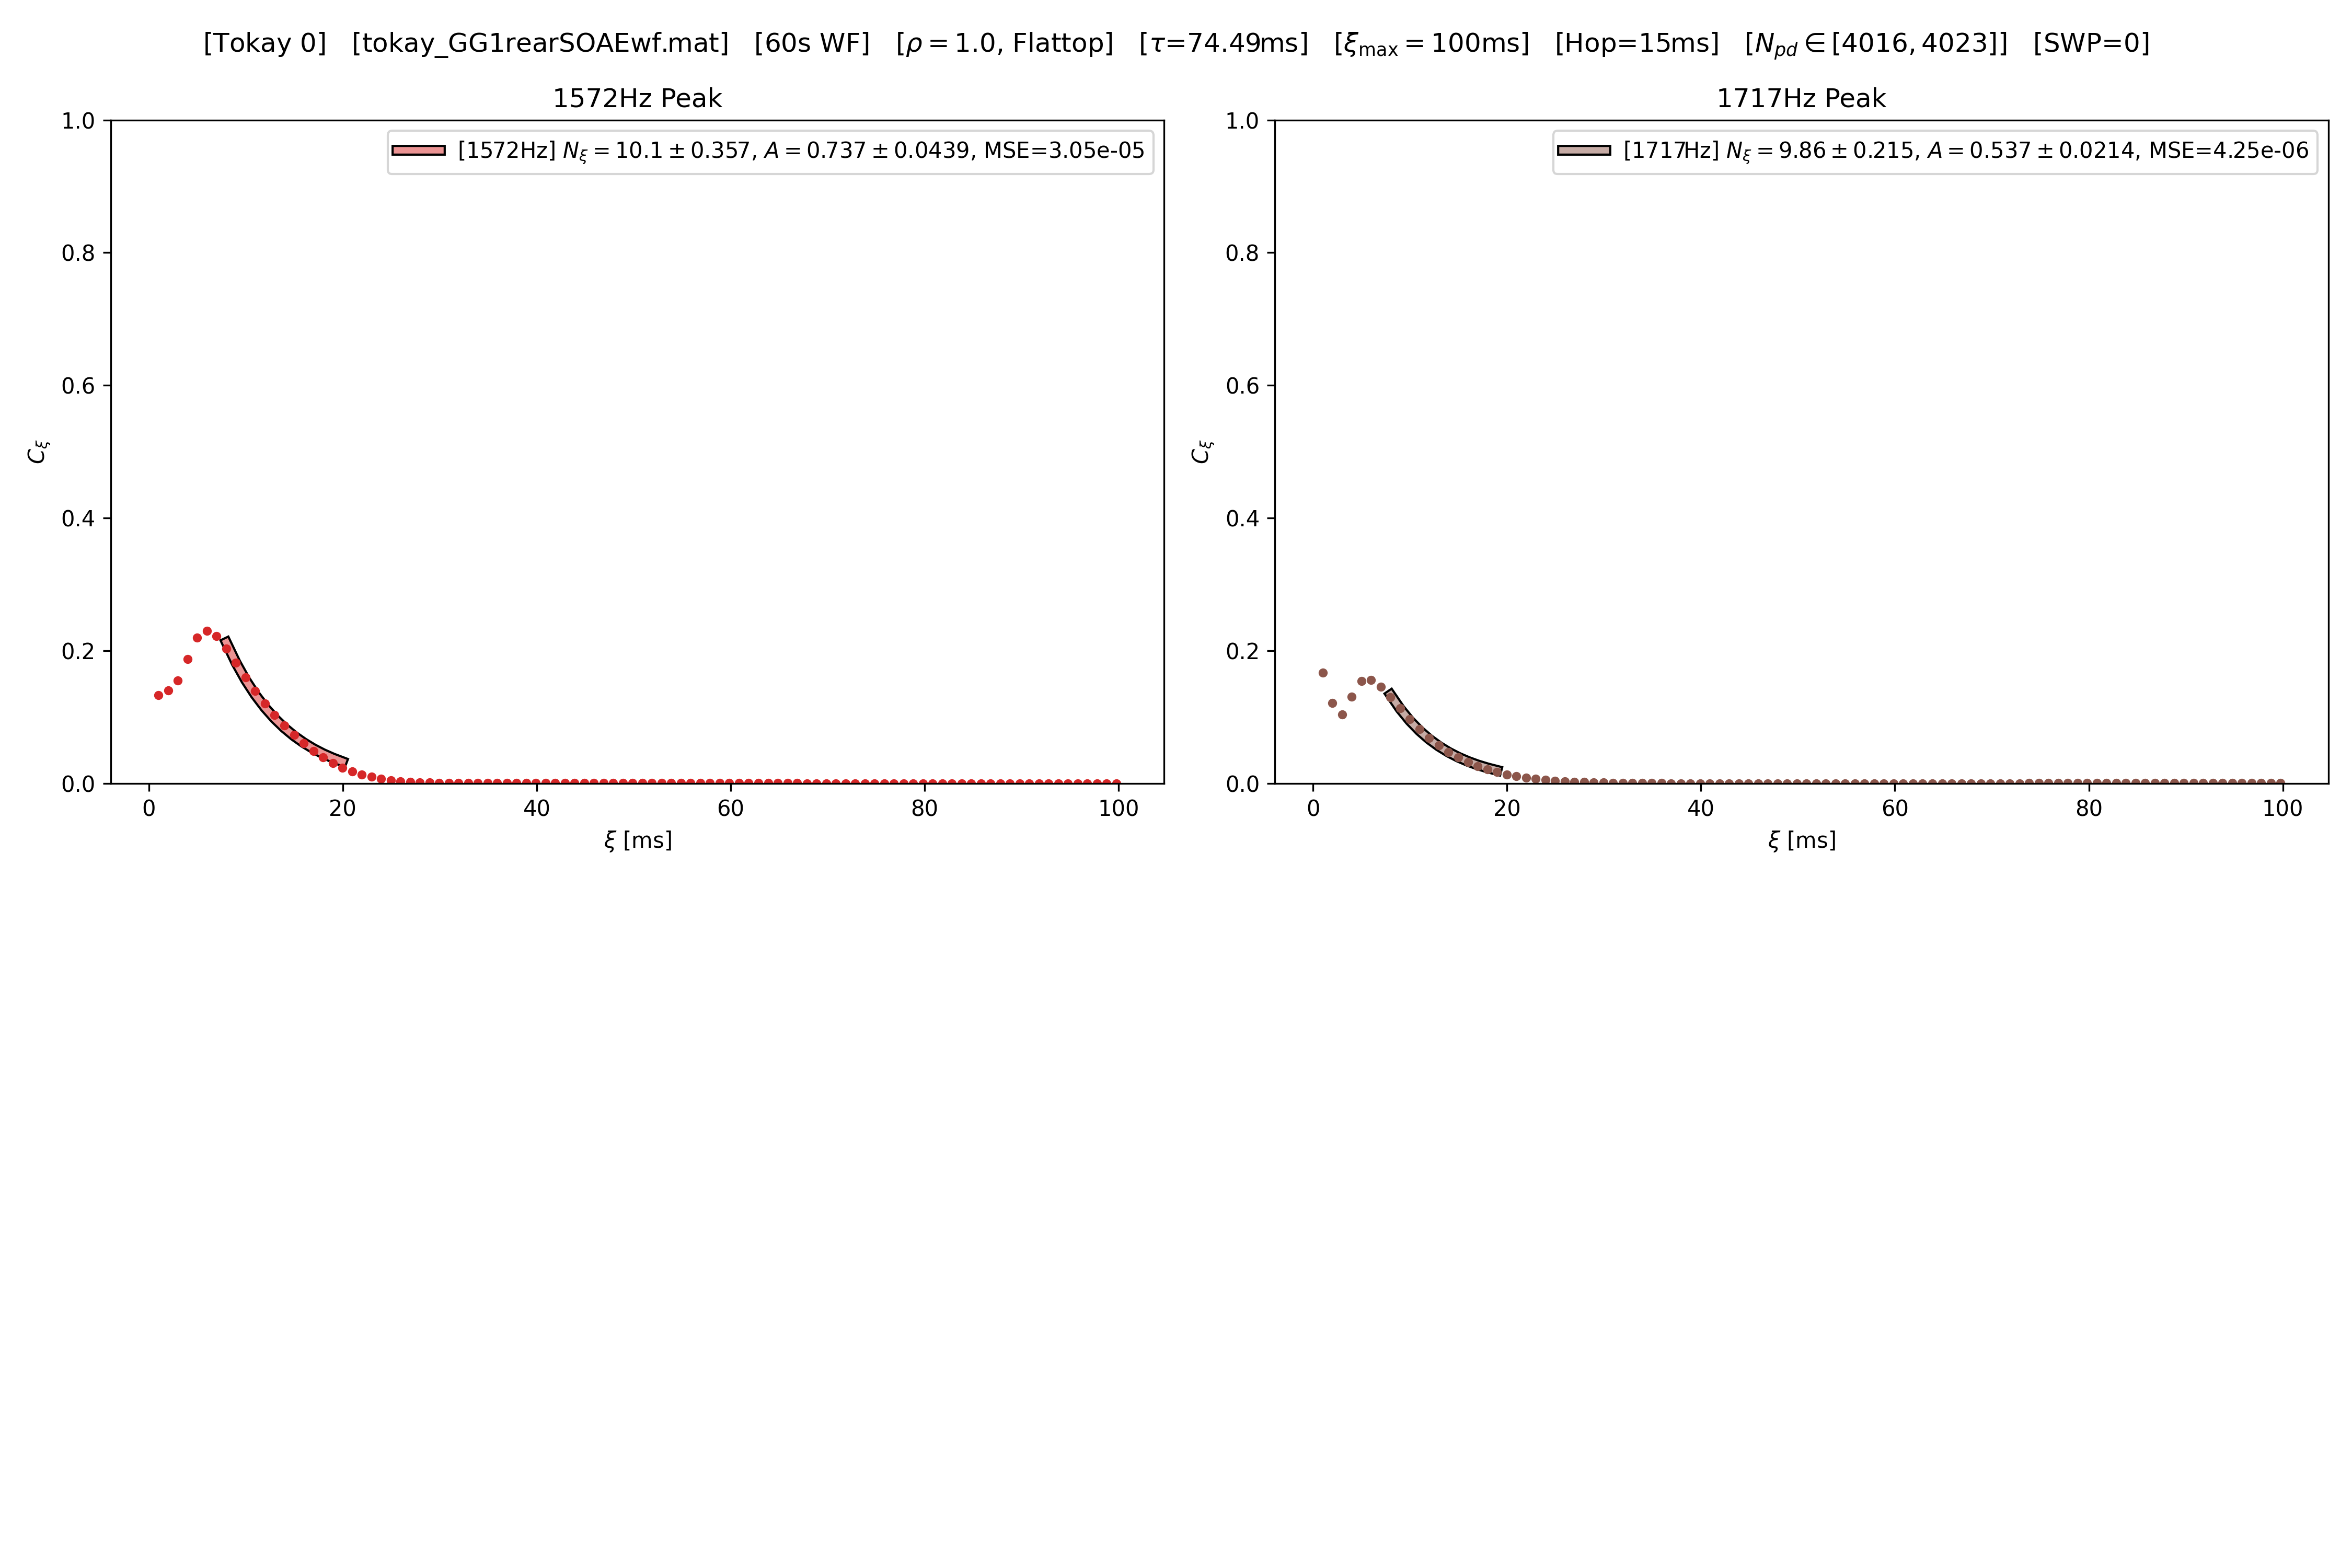 [Tokay 0] [tokay_GG1rearSOAEwf.mat] [60s WF] [ρ = 1.0, Flattop] [τ=74.49ms] [ξmax = 100ms] [Hop=15ms] [Npd ∈ [4016, 4023]] [SWP=0]
1572Hz Peak
[1572Hz] Nξ = 10.1 ± 0.357, A = 0.737 ± 0.0439, MSE=3.05e-05
1.0
0.8
0.6
0.4
0.2
0.0
Cξ
0 20 40 60 80 100
ξ [ms]
1717Hz Peak
[1717Hz] Nξ = 9.86 ± 0.215, A = 0.537 ± 0.0214, MSE=4.25e-06
1.0
0.8
0.6
0.4
0.2
0.0
Cξ
0 20 40 60 80 100
ξ [ms]